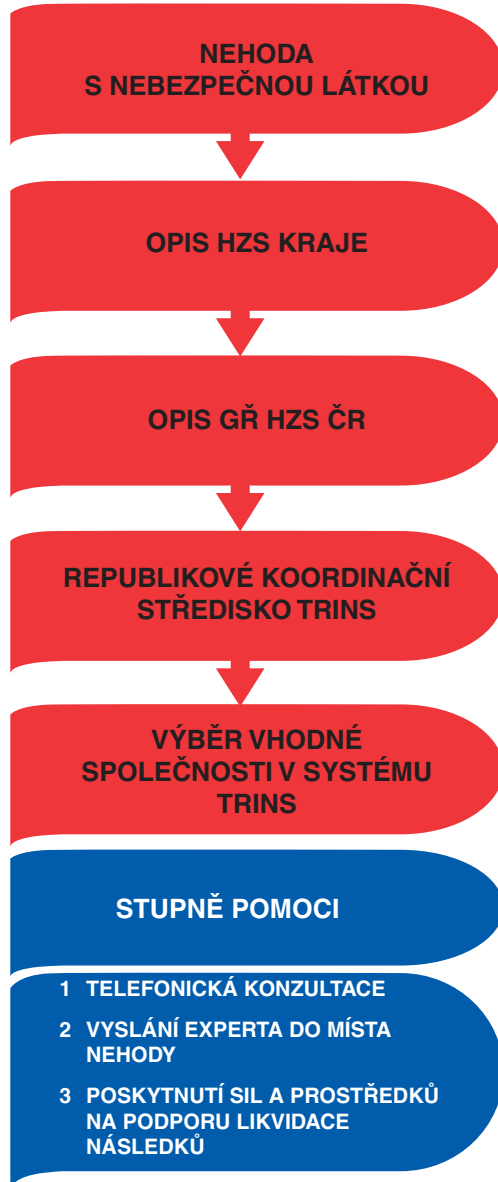 NEHODA
S NEBEZPEČNOU LÁTKOU
OPIS HZS KRAJE
OPIS GŘ HZS ČR
REPUBLIKOVÉ KOORDINAČNÍ
STŘEDISKO TRINS
VÝBĚR VHODNÉ
SPOLEČNOSTI V SYSTÉMU
TRINS
STUPNĚ POMOCI
1 TELEFONICKÁ KONZULTACE
2 VYSLÁNÍ EXPERTA DO MÍSTA
NEHODY
3 POSKYTNUTÍ SIL A PROSTŘEDKŮ
NA PODPORU LIKVIDACE
NÁSLEDKŮ